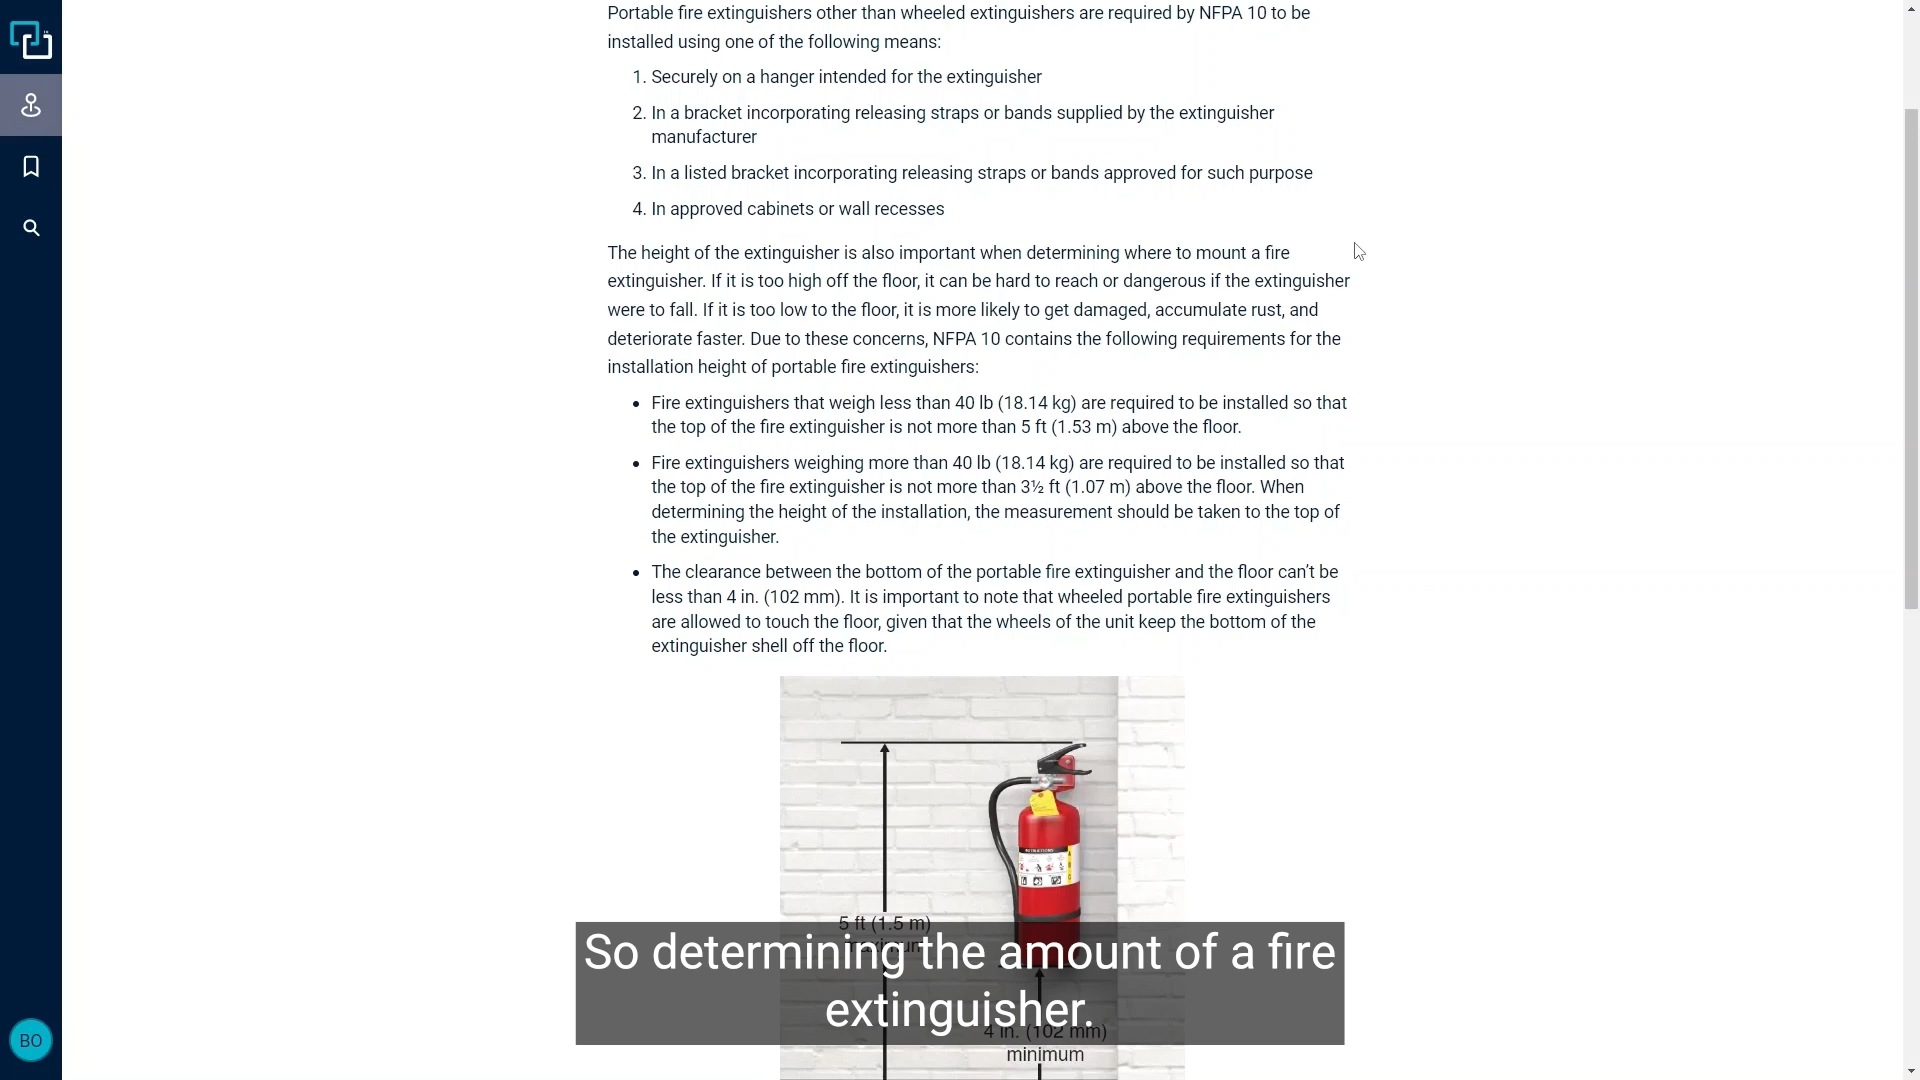 Portable fire extinguishers other than wheeled extinguishers are required by NFPA 10 to be
installed using one of the following means:
1. Securely on a hanger intended for the extinguisher
2. In a bracket incorporating releasing straps or bands supplied by the extinguisher
manufacturer
3. In a listed bracket incorporating releasing straps or bands approved for such purpose
4. In approved cabinets or wall recesses
The height of the extinguisher is also important when determining where to mount a fire
extinguisher. If it is too high off the floor, it can be hard to reach or dangerous if the extinguisher
were to fall. If it is too low to the floor, it is more likely to get damaged, accumulate rust, and
deteriorate faster. Due to these concerns, NFPA 10 contains the following requirements for the
installation height of portable fire extinguishers:
• Fire extinguishers that weigh less than 40 lb (18.14 kg) are required to be installed so that
the top of the fire extinguisher is not more than 5 ft (1.53 m) above the floor.
• Fire extinguishers weighing more than 40 lb (18.14 kg) are required to be installed so that
the top of the fire extinguisher is not more than 3½ ft (1.07 m) above the floor. When
determining the height of the installation, the measurement should be taken to the top of
the extinguisher.
• The clearance between the bottom of the portable fire extinguisher and the floor can’t be
less than 4 in. (102 mm). It is important to note that wheeled portable fire extinguishers
are allowed to touch the floor, given that the wheels of the unit keep the bottom of the
extinguisher shell off the floor.
5 ft (1.5 m)
maximum
So determining the amount of a fire
extinguisher.
4 in. (102 mm)
minimum
BO